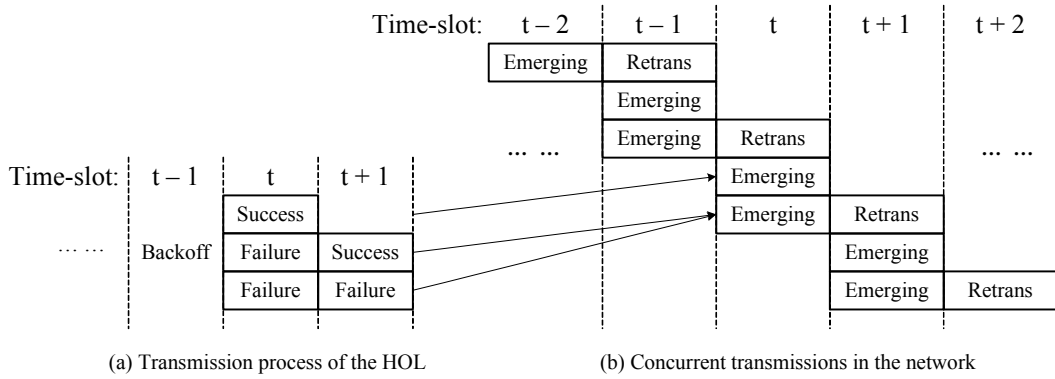 Time-slot: t – 2 t – 1 t t + 1 t + 2
Emerging Retrans
Emerging
Emerging Retrans
... ... ... ...
Emerging
Emerging Retrans
Emerging
Emerging Retrans
Time-slot: t – 1 t t + 1
Success
... ... Backoff Failure Success
Failure Failure
(a) Transmission process of the HOL (b) Concurrent transmissions in the network